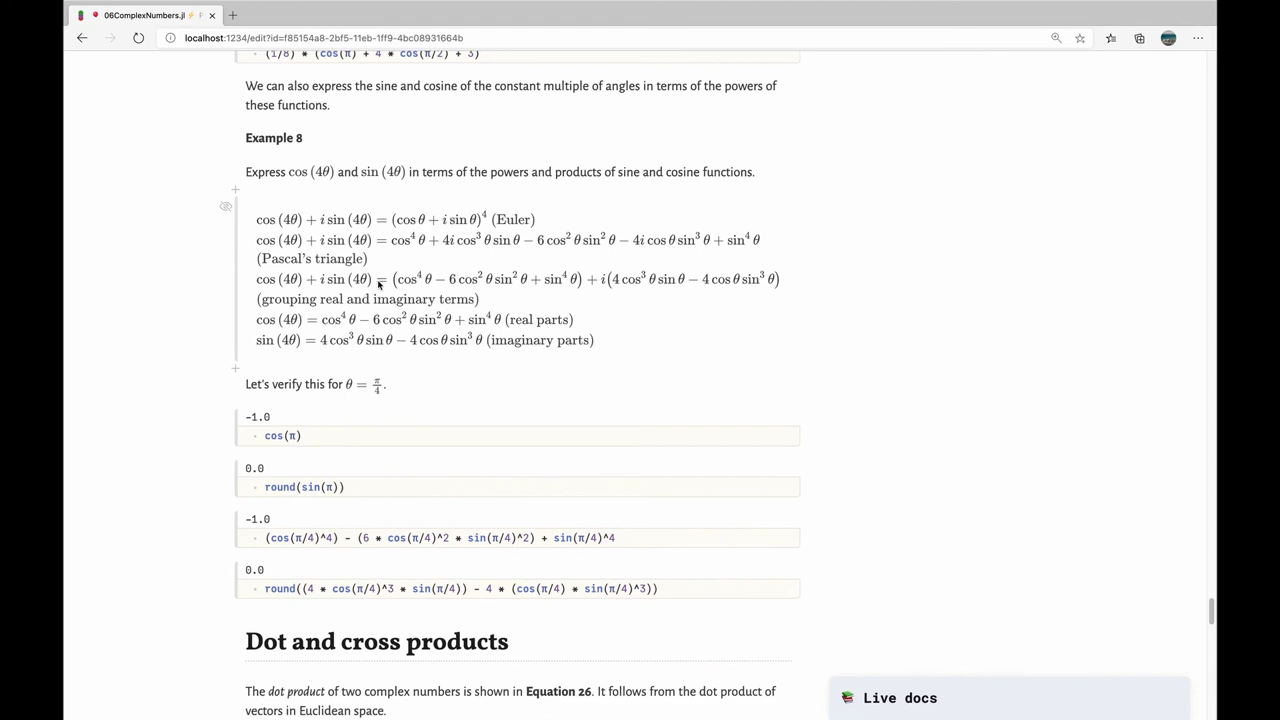 06ComplexNumbers.jl ⚡ F
localhost:1234/edit?id=f85154a8-2bf5-11eb-1ff9-4bc08931664b
(1/8) * (cos(π) + 4 * cos(π/2) + 3)
We can also express the sine and cosine of the constant multiple of angles in terms of the powers of
these functions.
Example 8
Express cos (4θ) and sin (4θ) in terms of the powers and products of sine and cosine functions.
cos (4θ) + i sin (4θ) = (cos θ + i sin θ)⁴ (Euler)
cos (4θ) + i sin (4θ) = cos⁴ θ + 4i cos³ θ sin θ − 6 cos² θ sin² θ − 4i cos θ sin³ θ + sin⁴ θ
(Pascal's triangle)
cos (4θ) + i sin (4θ) = (cos⁴ θ − 6 cos² θ sin² θ + sin⁴ θ) + i(4 cos³ θ sin θ − 4 cos θ sin³ θ)
(grouping real and imaginary terms)
cos (4θ) = cos⁴ θ − 6 cos² θ sin² θ + sin⁴ θ (real parts)
sin (4θ) = 4 cos³ θ sin θ − 4 cos θ sin³ θ (imaginary parts)
Let's verify this for θ = π/4.
-1.0
cos(π)
0.0
round(sin(π))
-1.0
(cos(π/4)^4) - (6 * cos(π/4)^2 * sin(π/4)^2) + sin(π/4)^4
0.0
round((4 * cos(π/4)^3 * sin(π/4)) - 4 * (cos(π/4) * sin(π/4)^3))
Dot and cross products
The dot product of two complex numbers is shown in Equation 26. It follows from the dot product of
vectors in Euclidean space.
Live docs